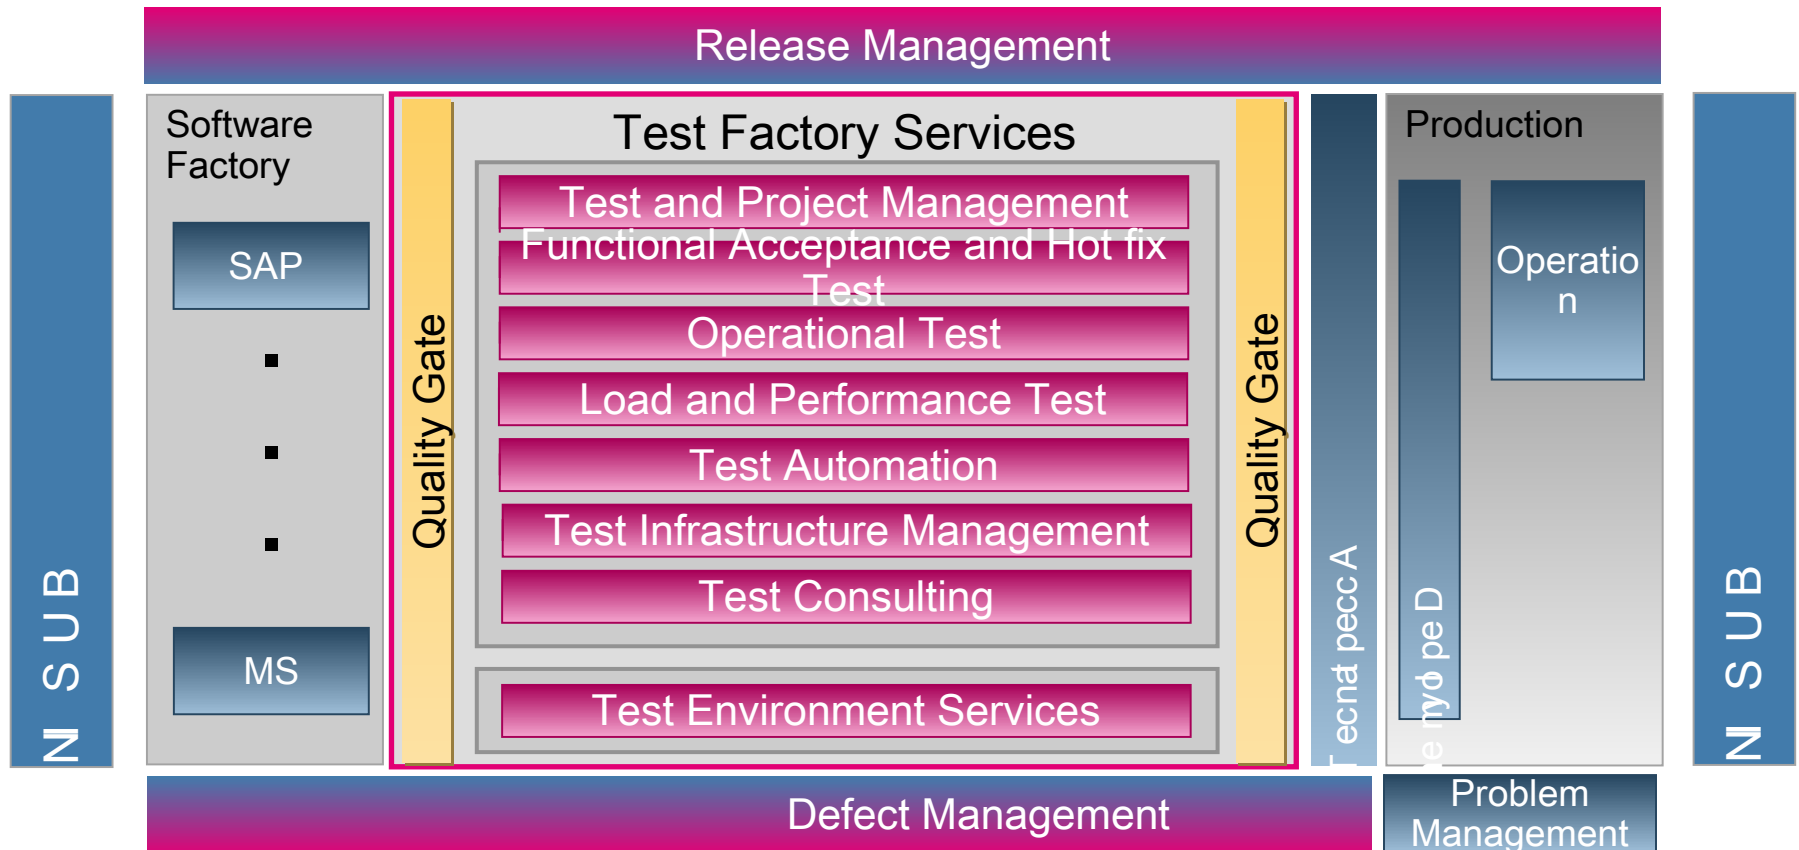 Release Management
Software
Factory
SAP
MS
Quality Gate
Test Factory Services
Test and Project Management
Functional Acceptance and Hot fix
Test
Operational Test
Load and Performance Test
Test Automation
Test Infrastructure Management
Test Consulting
Test Environment Services
Quality Gate
Production
Operatio
n
Defect Management
Problem
Management